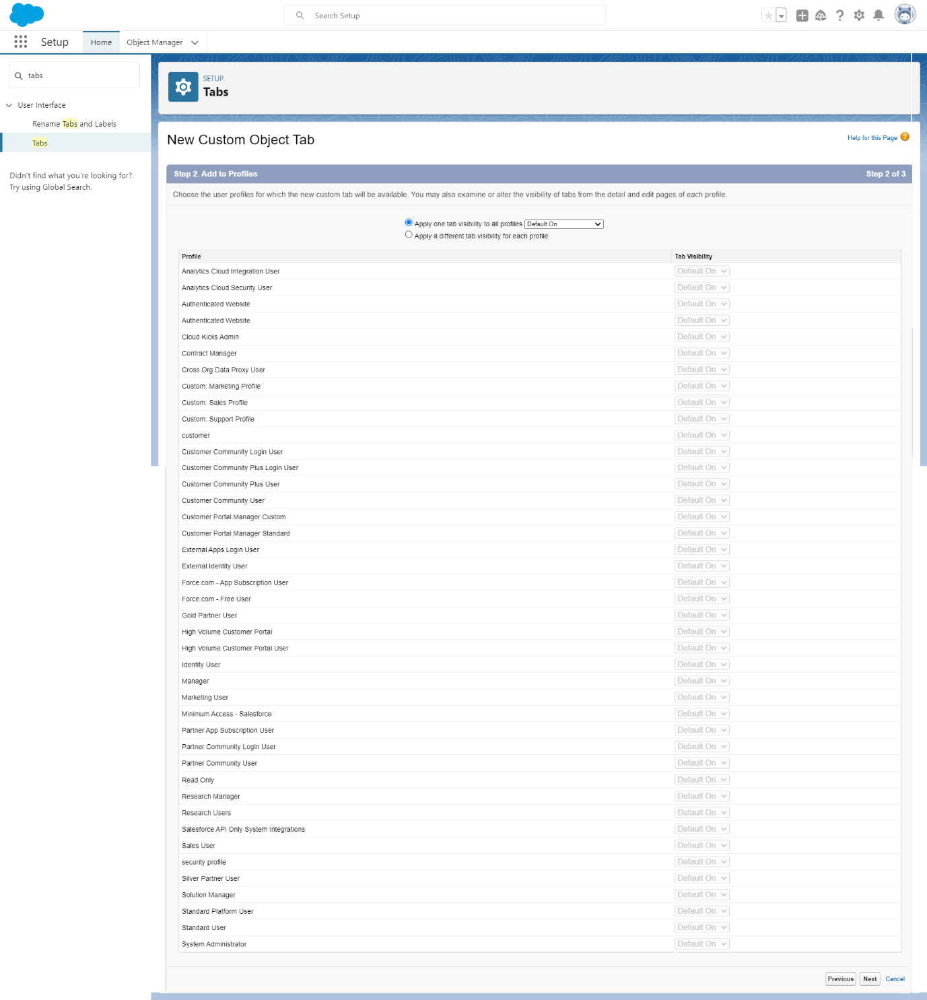 Search Setup
Setup
Home
Object Manager
tabs
User Interface
Rename Tabs and Labels
Tabs
Didn't find what you're looking for?
Try using Global Search.
SETUP
Tabs
New Custom Object Tab
Help for this Page
Step 2. Add to Profiles Step 2 of 3
Choose the user profiles for which the new custom tab will be available. You may also examine or alter the visibility of tabs from the detail and edit pages of each profile.
Apply one tab visibility to all profiles Default On
Apply a different tab visibility for each profile
Profile Tab Visibility
Analytics Cloud Integration User Default On
Analytics Cloud Security User Default On
Authenticated Website Default On
Authenticated Website Default On
Cloud Kicks Admin Default On
Contract Manager Default On
Cross Org Data Proxy User Default On
Custom: Marketing Profile Default On
Custom: Sales Profile Default On
Custom: Support Profile Default On
customer Default On
Customer Community Login User Default On
Customer Community Plus Login User Default On
Customer Community Plus User Default On
Customer Community User Default On
Customer Portal Manager Custom Default On
Customer Portal Manager Standard Default On
External Apps Login User Default On
External Identity User Default On
Force.com - App Subscription User Default On
Force.com - Free User Default On
Gold Partner User Default On
High Volume Customer Portal Default On
High Volume Customer Portal User Default On
Identity User Default On
Manager Default On
Marketing User Default On
Minimum Access - Salesforce Default On
Partner App Subscription User Default On
Partner Community Login User Default On
Partner Community User Default On
Read Only Default On
Research Manager Default On
Research Users Default On
Salesforce API Only System Integrations Default On
Sales User Default On
security profile Default On
Silver Partner User Default On
Solution Manager Default On
Standard Platform User Default On
Standard User Default On
System Administrator Default On
Previous Next Cancel